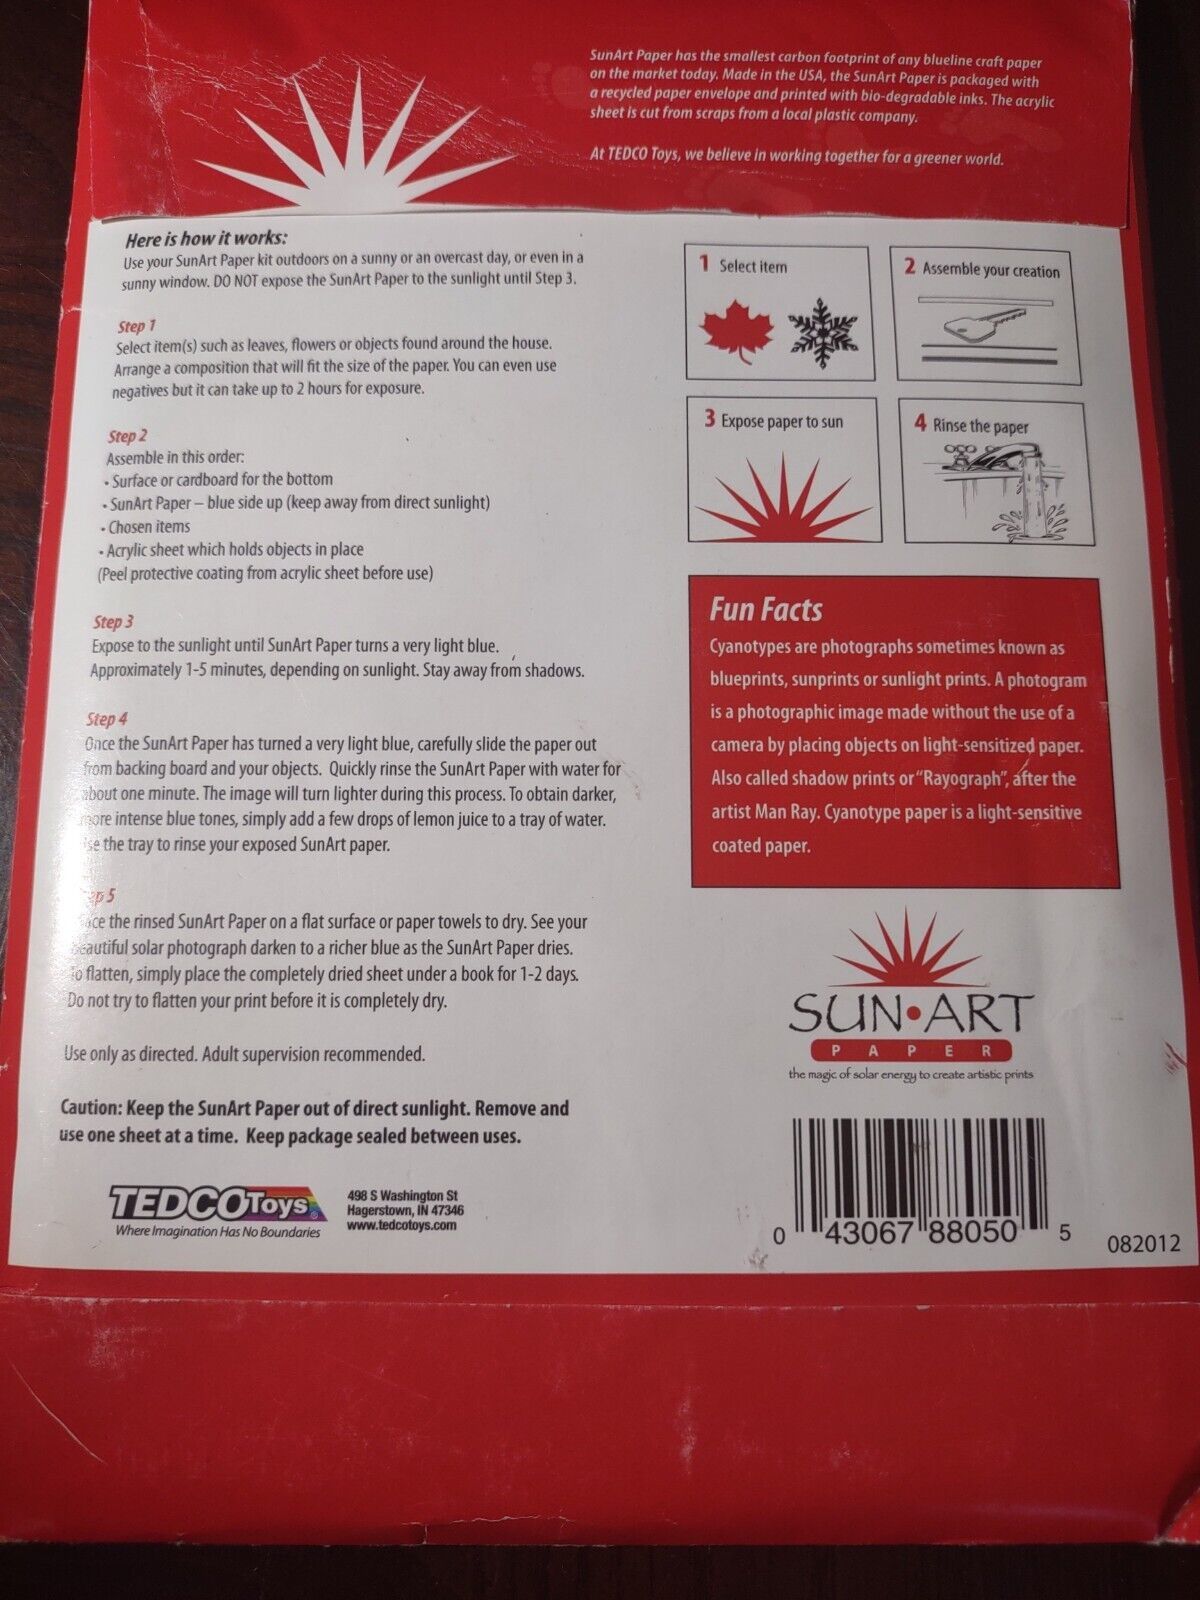 SunArt Paper has the smallest carbon footprint of any blueline craft paper
on the market today. Made in the USA, the SunArt Paper is packaged with
a recycled paper envelope and printed with bio-degradable inks. The acrylic
sheet is cut from scraps from a local plastic company.
At TEDCO Toys, we believe in working together for a greener world.
Here is how it works:
Use your SunArt Paper kit outdoors on a sunny or an overcast day, or even in a
sunny window. DO NOT expose the SunArt Paper to the sunlight until Step 3.
Step 1
Select item(s) such as leaves, flowers or objects found around the house.
Arrange a composition that will fit the size of the paper. You can even use
negatives but it can take up to 2 hours for exposure.
Step 2
Assemble in this order:
• Surface or cardboard for the bottom
• SunArt Paper – blue side up (keep away from direct sunlight)
• Chosen items
• Acrylic sheet which holds objects in place
(Peel protective coating from acrylic sheet before use)
Step 3
Expose to the sunlight until SunArt Paper turns a very light blue.
Approximately 1-5 minutes, depending on sunlight. Stay away from shadows.
Step 4
Once the SunArt Paper has turned a very light blue, carefully slide the paper out
from backing board and your objects. Quickly rinse the SunArt Paper with water for
about one minute. The image will turn lighter during this process. To obtain darker,
more intense blue tones, simply add a few drops of lemon juice to a tray of water.
the tray to rinse your exposed SunArt paper.
Step 5
the rinsed SunArt Paper on a flat surface or paper towels to dry. See your
beautiful solar photograph darken to a richer blue as the SunArt Paper dries.
To flatten, simply place the completely dried sheet under a book for 1-2 days.
Do not try to flatten your print before it is completely dry.
Use only as directed. Adult supervision recommended.
Caution: Keep the SunArt Paper out of direct sunlight. Remove and
use one sheet at a time. Keep package sealed between uses.
TEDCO Toys ®
Where Imagination Has No Boundaries
498 S Washington St
Hagerstown, IN 47346
www.tedcotoys.com
1 Select item
2 Assemble your creation
3 Expose paper to sun
4 Rinse the paper
Fun Facts
Cyanotypes are photographs sometimes known as
blueprints, sunprints or sunlight prints. A photogram
is a photographic image made without the use of a
camera by placing objects on light-sensitized paper.
Also called shadow prints or "Rayograph", after the
artist Man Ray. Cyanotype paper is a light-sensitive
coated paper.
SUN•ART
PAPER
the magic of solar energy to create artistic prints
0 43067 88050 5
082012